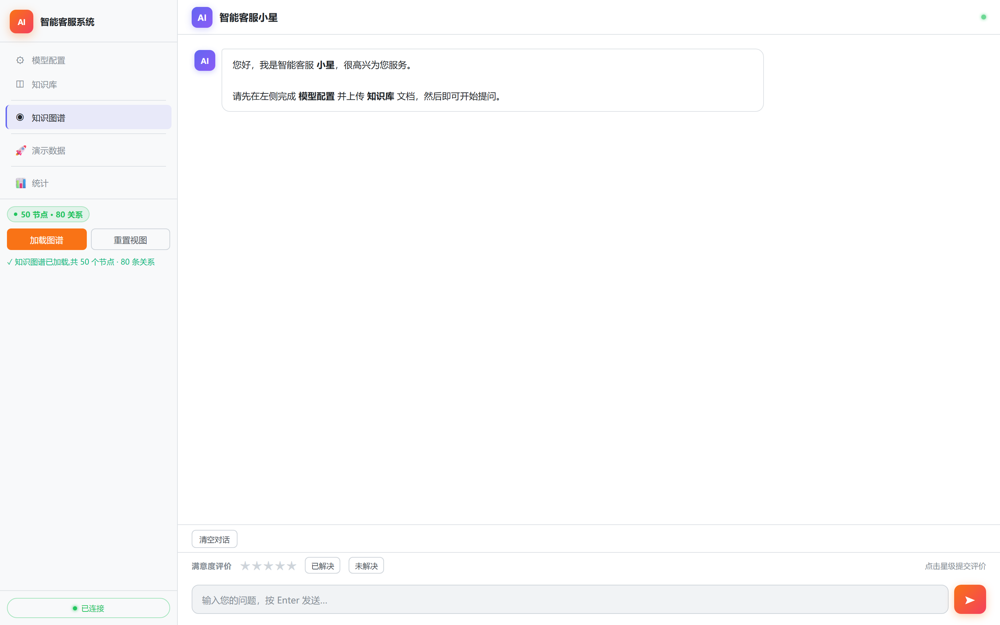 AI 智能客服系统
模型配置
知识库
知识图谱
演示数据
统计
50 节点 • 80 关系
加载图谱 重置视图
✓ 知识图谱已加载,共 50 个节点 · 80 条关系
已连接
AI 智能客服小星
AI
您好，我是智能客服 小星，很高兴为您服务。
请先在左侧完成 模型配置 并上传 知识库 文档，然后即可开始提问。
清空对话
满意度评价 ★★★★★ 已解决 未解决 点击星级提交评价
输入您的问题，按 Enter 发送...